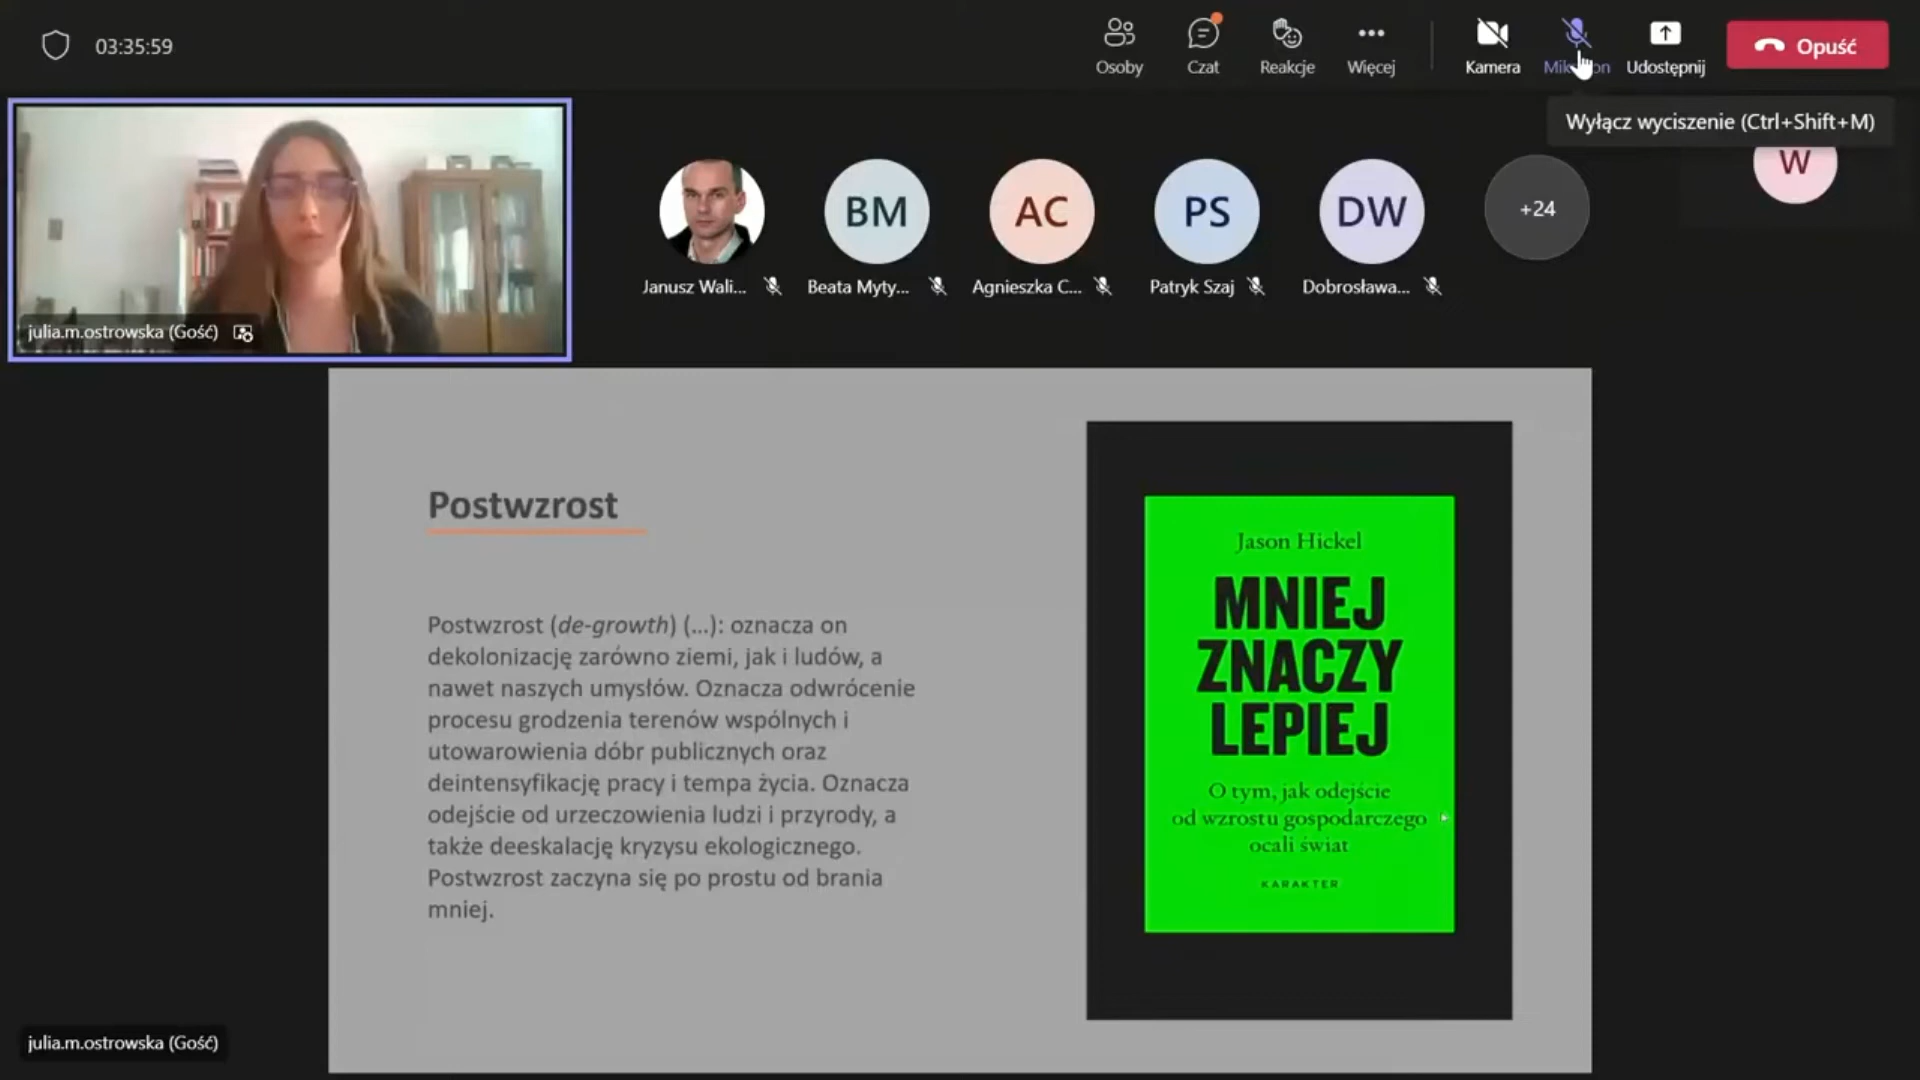 03:35:59
Osoby
Czat
Reakcje
Więcej
Kamera
Udostępnij
Opuść
Wyłącz wyciszenie (Ctrl+Shift+M)
BM
AC
PS
DW
+24
W
Janusz Wali...
Beata Myty...
Agnieszka C...
Patryk Szaj
Dobrosława...
julia.m.ostrowska (Gość)
Postwzrost
Postwzrost (de-growth) (...): oznacza on
dekolonizację zarówno ziemi, jak i ludów, a
nawet naszych umysłów. Oznacza odwrócenie
procesu grodzenia terenów wspólnych i
utowarowienia dóbr publicznych oraz
deintensyfikację pracy i tempa życia. Oznacza
odejście od urzeczowienia ludzi i przyrody, a
także deeskalację kryzysu ekologicznego.
Postwzrost zaczyna się po prostu od brania
mniej.
Jason Hickel
MNIEJ
ZNACZY
LEPIEJ
O tym, jak odejście
od wzrostu gospodarczego
ocali świat
KARAKTER
julia.m.ostrowska (Gość)